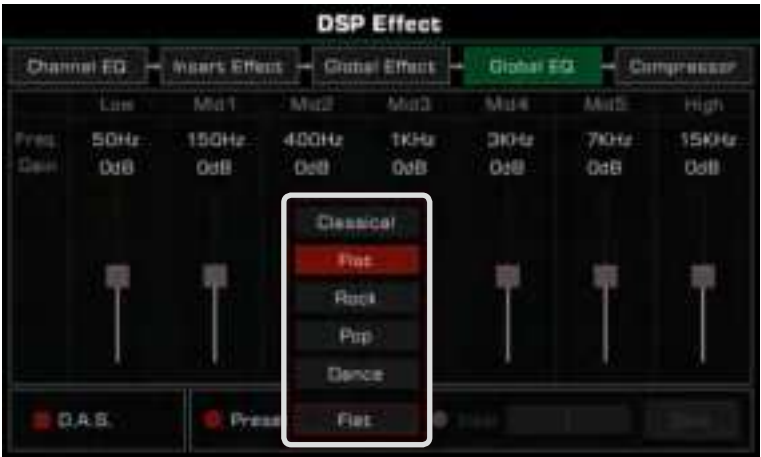 DSP Effect
Channel EQ Insert Effect Global Effect Global EQ Compressor
Low Mid1 Mid2 Mid3 Mid4 Mid5 High
Freq 50Hz 150Hz 400Hz 1KHz 3KHz 7KHz 15KHz
Gain 0dB 0dB 0dB 0dB 0dB 0dB 0dB
Classical
Flat
Rock
Pop
Dance
D.A.S. Prese Flat